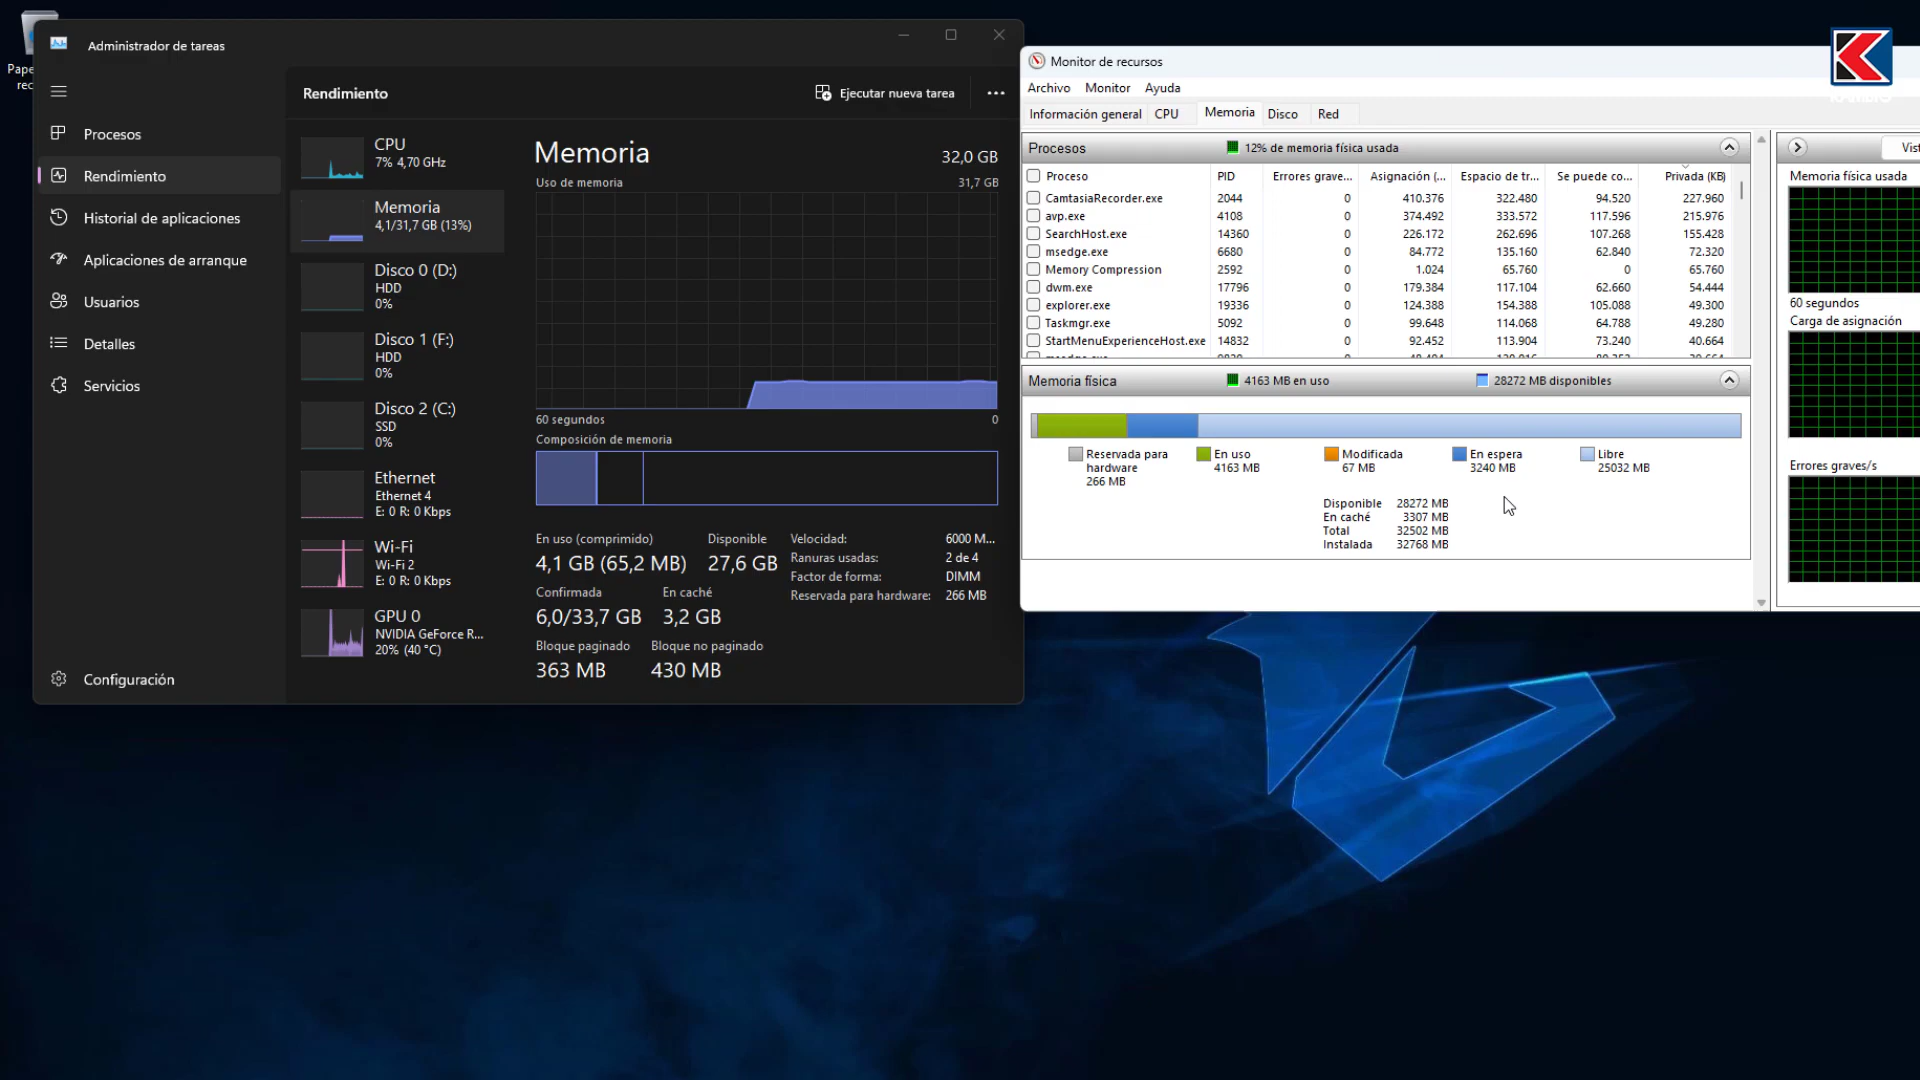 Pape
rec
Administrador de tareas
Procesos
Rendimiento
Historial de aplicaciones
Aplicaciones de arranque
Usuarios
Detalles
Servicios
Configuración
Rendimiento
Ejecutar nueva tarea
CPU
7% 4,70 GHz
Memoria
4,1/31,7 GB (13%)
Disco 0 (D:)
HDD
0%
Disco 1 (F:)
HDD
0%
Disco 2 (C:)
SSD
0%
Ethernet
Ethernet 4
E: 0 R: 0 Kbps
Wi-Fi
Wi-Fi 2
E: 0 R: 0 Kbps
GPU 0
NVIDIA GeForce R...
20% (40 °C)
Memoria 32,0 GB
Uso de memoria 31,7 GB
60 segundos 0
Composición de memoria
En uso (comprimido) Disponible
4,1 GB (65,2 MB) 27,6 GB
Confirmada En caché
6,0/33,7 GB 3,2 GB
Bloque paginado Bloque no paginado
363 MB 430 MB
Velocidad: 6000 M...
Ranuras usadas: 2 de 4
Factor de forma: DIMM
Reservada para hardware: 266 MB
Monitor de recursos
Archivo Monitor Ayuda
Información general CPU Memoria Disco Red
Procesos 12% de memoria física usada
Proceso PID Errores grave... Asignación (... Espacio de tr... Se puede co... Privada (KB)
CamtasiaRecorder.exe 2044 0 410.376 322.480 94.520 227.960
avp.exe 4108 0 374.492 333.572 117.596 215.976
SearchHost.exe 14360 0 226.172 262.696 107.268 155.428
msedge.exe 6680 0 84.772 135.160 62.840 72.320
Memory Compression 2592 0 1.024 65.760 0 65.760
dwm.exe 17796 0 179.384 117.104 62.660 54.444
explorer.exe 19336 0 124.388 154.388 105.088 49.300
Taskmgr.exe 5092 0 99.648 114.068 64.788 49.280
StartMenuExperienceHost.exe 14832 0 92.452 113.904 73.240 40.664
Memoria física 4163 MB en uso 28272 MB disponibles
Reservada para hardware 266 MB
En uso 4163 MB
Modificada 67 MB
En espera 3240 MB
Libre 25032 MB
Disponible 28272 MB
En caché 3307 MB
Total 32502 MB
Instalada 32768 MB
Vist
Memoria física usada
60 segundos
Carga de asignación
Errores graves/s